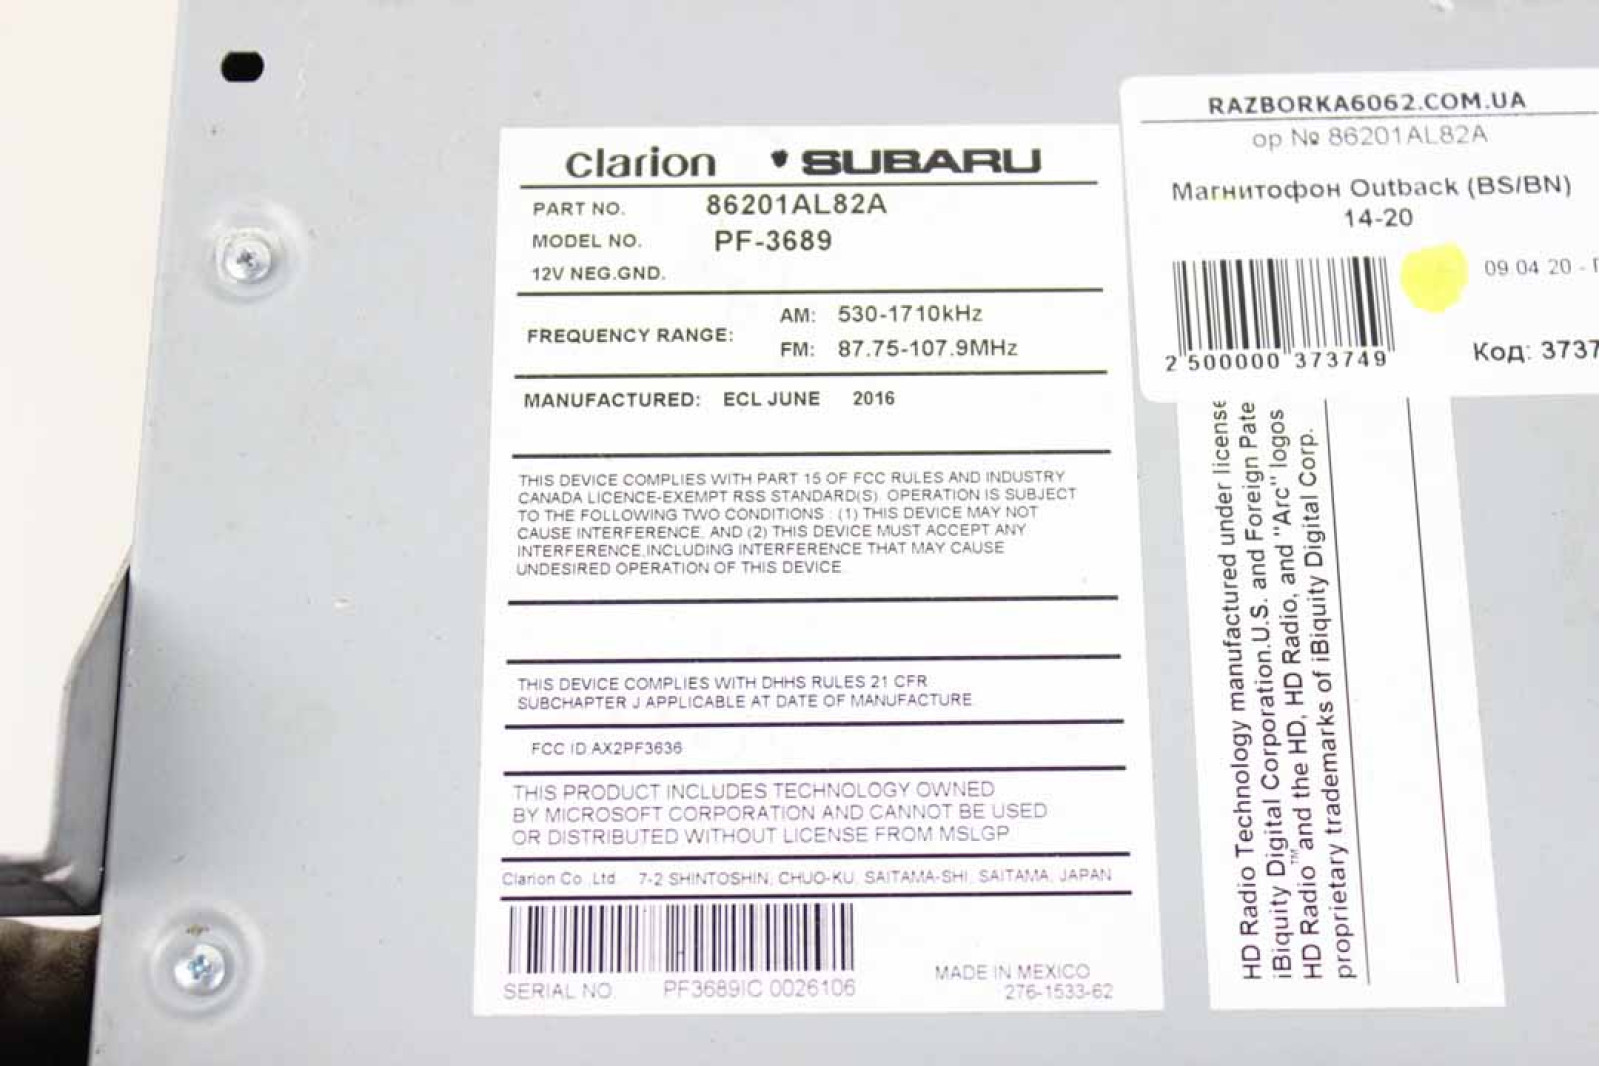 clarion SUBARU
PART NO. 86201AL82A
MODEL NO. PF-3689
12V NEG.GND.
FREQUENCY RANGE:
AM: 530-1710kHz
FM: 87.75-107.9MHz
MANUFACTURED: ECL JUNE 2016
THIS DEVICE COMPLIES WITH PART 15 OF FCC RULES AND INDUSTRY
CANADA LICENCE-EXEMPT RSS STANDARD(S). OPERATION IS SUBJECT
TO THE FOLLOWING TWO CONDITIONS : (1) THIS DEVICE MAY NOT
CAUSE INTERFERENCE, AND (2) THIS DEVICE MUST ACCEPT ANY
INTERFERENCE,INCLUDING INTERFERENCE THAT MAY CAUSE
UNDESIRED OPERATION OF THIS DEVICE.
THIS DEVICE COMPLIES WITH DHHS RULES 21 CFR
SUBCHAPTER J APPLICABLE AT DATE OF MANUFACTURE.
FCC ID.AX2PF3636
THIS PRODUCT INCLUDES TECHNOLOGY OWNED
BY MICROSOFT CORPORATION AND CANNOT BE USED
OR DISTRIBUTED WITHOUT LICENSE FROM MSLGP.
Clarion Co.,Ltd. 7-2 SHINTOSHIN, CHUO-KU, SAITAMA-SHI, SAITAMA, JAPAN
SERIAL NO. PF3689IC 0026106
MADE IN MEXICO
276-1533-62
RAZBORKA6062.COM.UA
ор № 86201AL82A
Магнитофон Outback (BS/BN)
14-20
09.04.20 -
2 500000 373749
Код: 3737
HD Radio Technology manufactured under license
iBiquity Digital Corporation.U.S. and Foreign Pate
HD Radio™ and the HD, HD Radio, and "Arc" logos
proprietary trademarks of iBiquity Digital Corp.